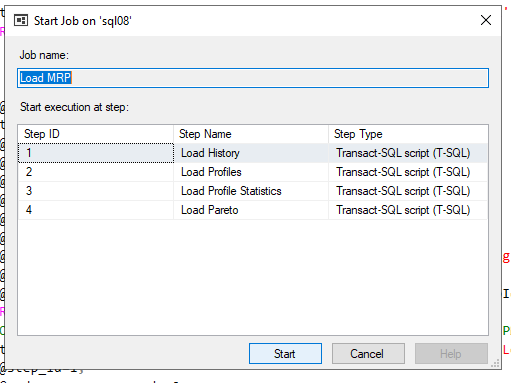 Start Job on 'sql08'
Job name:
Load MRP
Start execution at step:
Step ID Step Name Step Type
1 Load History Transact-SQL script (T-SQL)
2 Load Profiles Transact-SQL script (T-SQL)
3 Load Profile Statistics Transact-SQL script (T-SQL)
4 Load Pareto Transact-SQL script (T-SQL)
Start Cancel Help